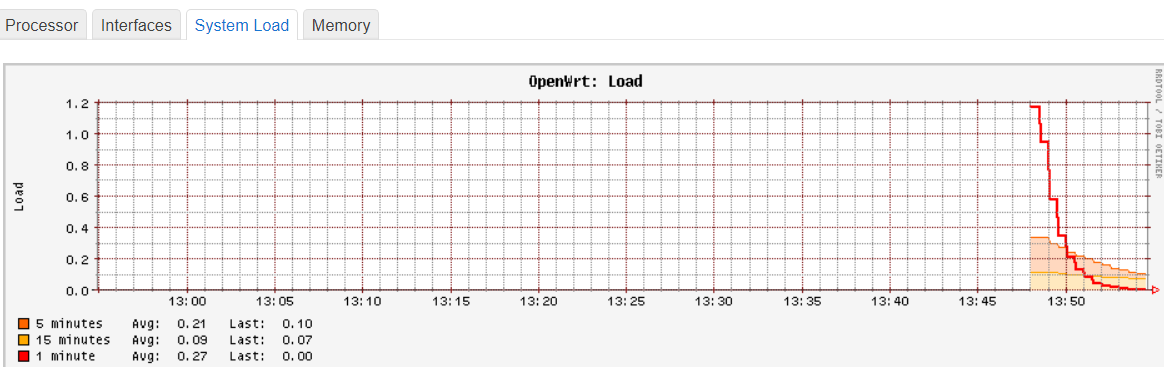 Processor Interfaces System Load Memory
OpenWrt: Load
RRDTOOL / TOBI OETIKER
Load
1.2
1.0
0.8
0.6
0.4
0.2
0.0
13:00 13:05 13:10 13:15 13:20 13:25 13:30 13:35 13:40 13:45 13:50
5 minutes Avg: 0.21 Last: 0.10
15 minutes Avg: 0.09 Last: 0.07
1 minute Avg: 0.27 Last: 0.00